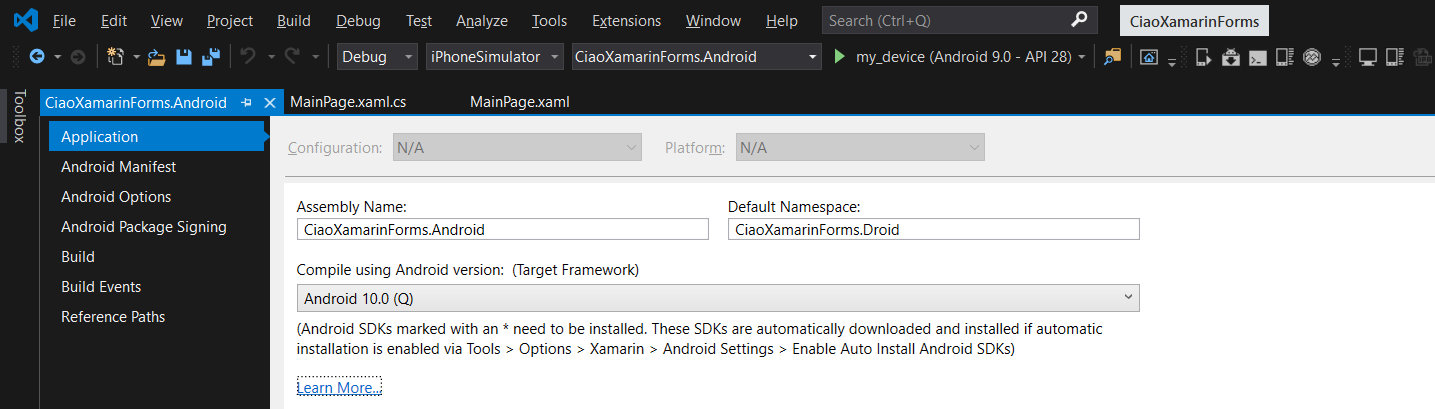 File Edit View Project Build Debug Test Analyze Tools Extensions Window Help Search (Ctrl+Q) CiaoXamarinForms
Debug iPhoneSimulator CiaoXamarinForms.Android my_device (Android 9.0 - API 28)
Toolbox
CiaoXamarinForms.Android MainPage.xaml.cs MainPage.xaml
Application
Android Manifest
Android Options
Android Package Signing
Build
Build Events
Reference Paths
Configuration: N/A Platform: N/A
Assembly Name: Default Namespace:
CiaoXamarinForms.Android CiaoXamarinForms.Droid
Compile using Android version: (Target Framework)
Android 10.0 (Q)
(Android SDKs marked with an * need to be installed. These SDKs are automatically downloaded and installed if automatic
installation is enabled via Tools > Options > Xamarin > Android Settings > Enable Auto Install Android SDKs)
Learn More...